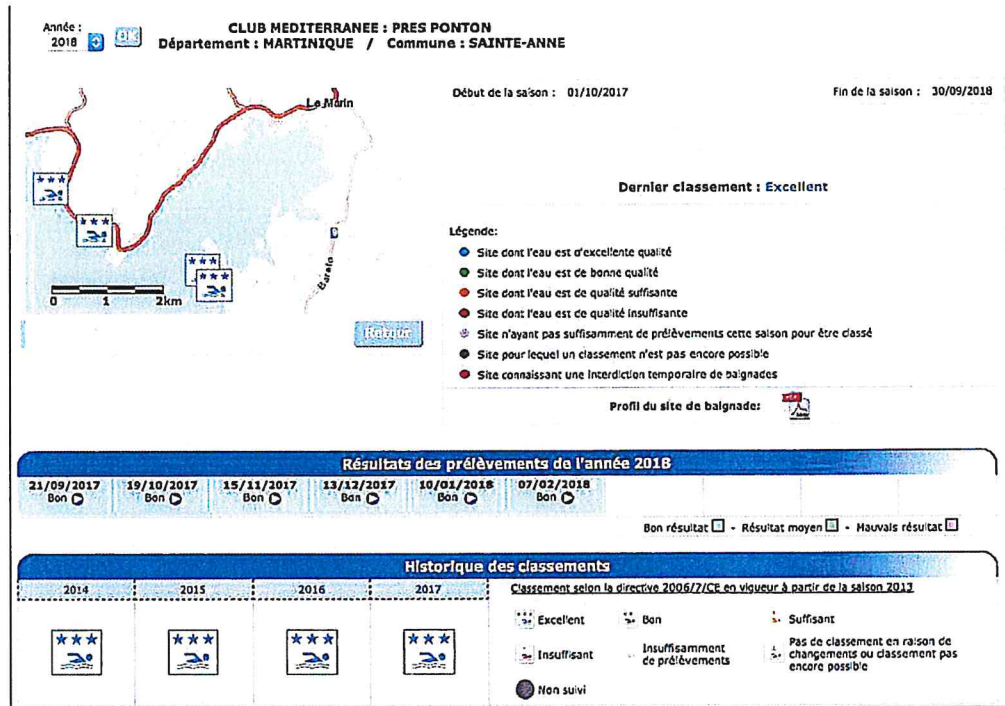 Année :
2018
CLUB MEDITERRANEE : PRES PONTON
Département : MARTINIQUE / Commune : SAINTE-ANNE
Le Marin
Début de la saison : 01/10/2017
Fin de la saison : 30/09/2018
Dernier classement : Excellent
Légende:
Site dont l'eau est d'excellente qualité
Site dont l'eau est de bonne qualité
Site dont l'eau est de qualité suffisante
Site dont l'eau est de qualité insuffisante
Site n'ayant pas suffisamment de prélèvements cette saison pour être classé
Site pour lequel un classement n'est pas encore possible
Site connaissant une interdiction temporaire de baignades
0 1 2km
Retour
Profil du site de baignade:
Résultats des prélèvements de l'année 2018
21/09/2017 19/10/2017 15/11/2017 13/12/2017 10/01/2018 07/02/2018
Bon Bon Bon Bon Bon Bon
Bon résultat - Résultat moyen - Mauvais résultat
Historique des classements
2014 2015 2016 2017
Classement selon la directive 2006/7/CE en vigueur à partir de la saison 2013
Excellent Bon Suffisant
Insuffisant
Insuffisamment
de prélèvements
Pas de classement en raison de
changements ou classement pas
encore possible
Non suivi